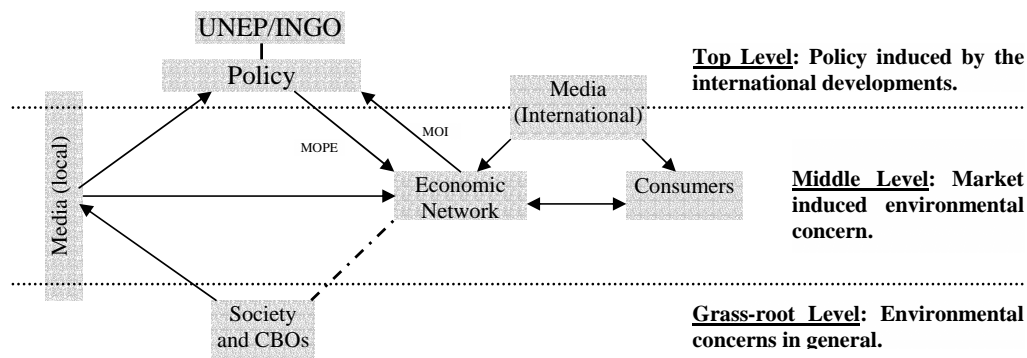 UNEP/INGO
Policy
Top Level: Policy induced by the
international developments.
Media
(International)
MOPE
MOI
Media (local)
Economic
Network
Consumers
Middle Level: Market
induced environmental
concern.
Society
and CBOs
Grass-root Level: Environmental
concerns in general.